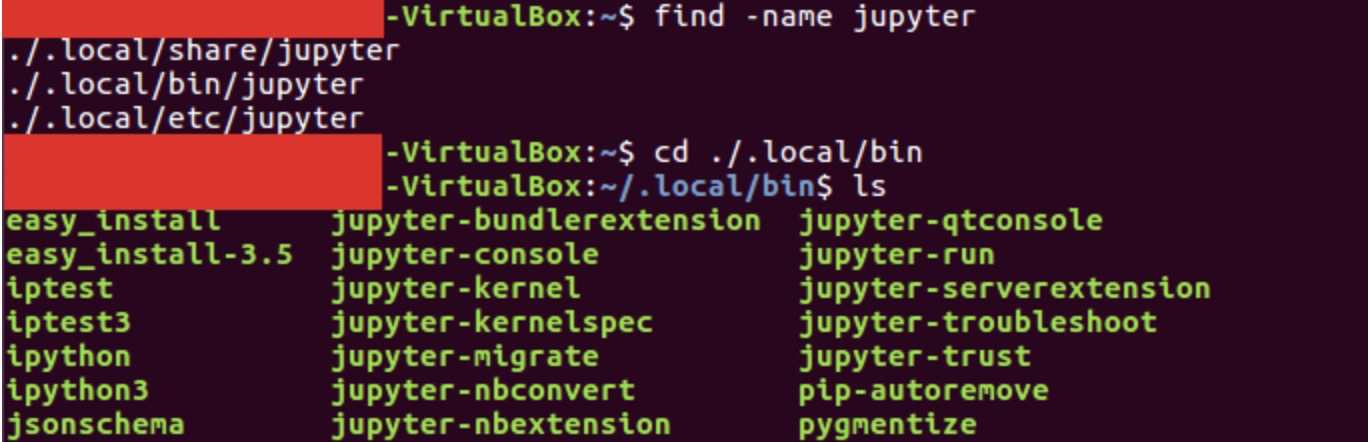 -VirtualBox:~$ find -name jupyter
./.local/share/jupyter
./.local/bin/jupyter
./.local/etc/jupyter
-VirtualBox:~$ cd ./.local/bin
-VirtualBox:~/.local/bin$ ls
easy_install jupyter-bundlerextension jupyter-qtconsole
easy_install-3.5 jupyter-console jupyter-run
iptest jupyter-kernel jupyter-serverextension
iptest3 jupyter-kernelspec jupyter-troubleshoot
ipython jupyter-migrate jupyter-trust
ipython3 jupyter-nbconvert pip-autoremove
jsonschema jupyter-nbextension pygmentize